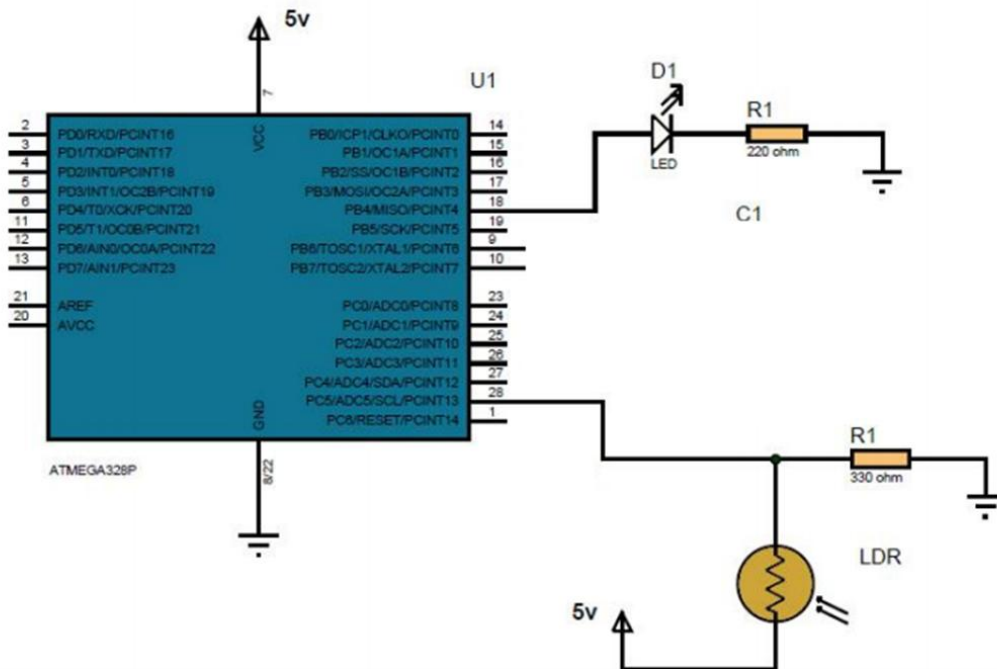 5v
U1
7
VCC
2 PD0/RXD/PCINT16
3 PD1/TXD/PCINT17
4 PD2/INT0/PCINT18
5 PD3/INT1/OC2B/PCINT19
6 PD4/T0/XCK/PCINT20
11 PD5/T1/OC0B/PCINT21
12 PD6/AIN0/OC0A/PCINT22
13 PD7/AIN1/PCINT23
21 AREF
20 AVCC
PB0/ICP1/CLKO/PCINT0 14
PB1/OC1A/PCINT1 15
PB2/SS/OC1B/PCINT2 16
PB3/MOSI/OC2A/PCINT3 17
PB4/MISO/PCINT4 18
PB5/SCK/PCINT5 19
PB6/TOSC1/XTAL1/PCINT6 9
PB7/TOSC2/XTAL2/PCINT7 10
PC0/ADC0/PCINT8 23
PC1/ADC1/PCINT9 24
PC2/ADC2/PCINT10 25
PC3/ADC3/PCINT11 26
PC4/ADC4/SDA/PCINT12 27
PC5/ADC5/SCL/PCINT13 28
PC6/RESET/PCINT14 1
GND
8/22
ATMEGA328P
D1
LED
R1
220 ohm
C1
R1
330 ohm
LDR
5v